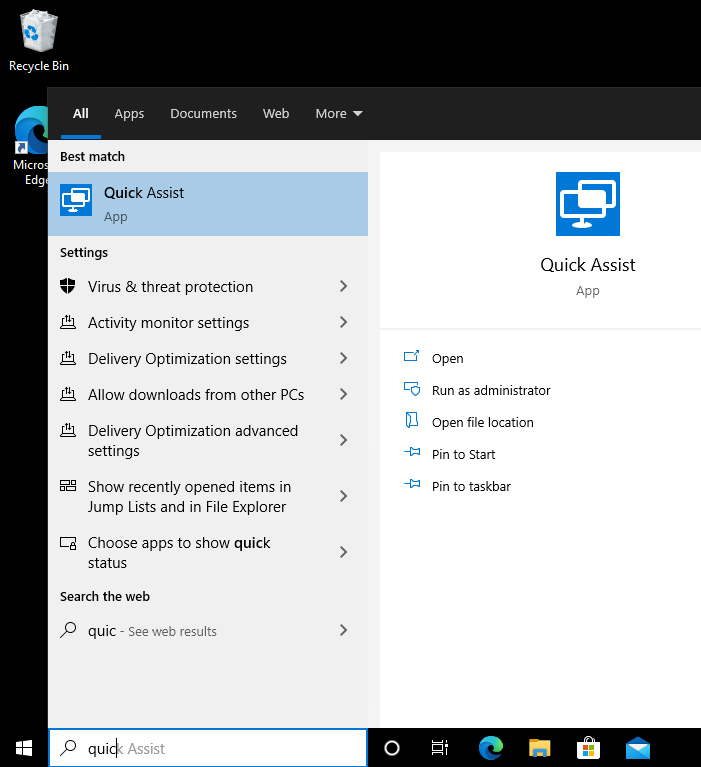 Recycle Bin
Micros
Edge
All Apps Documents Web More
Best match
Quick Assist
App
Settings
Virus & threat protection
Activity monitor settings
Delivery Optimization settings
Allow downloads from other PCs
Delivery Optimization advanced
settings
Show recently opened items in
Jump Lists and in File Explorer
Choose apps to show quick
status
Search the web
quic - See web results
Quick Assist
App
Open
Run as administrator
Open file location
Pin to Start
Pin to taskbar
quick Assist